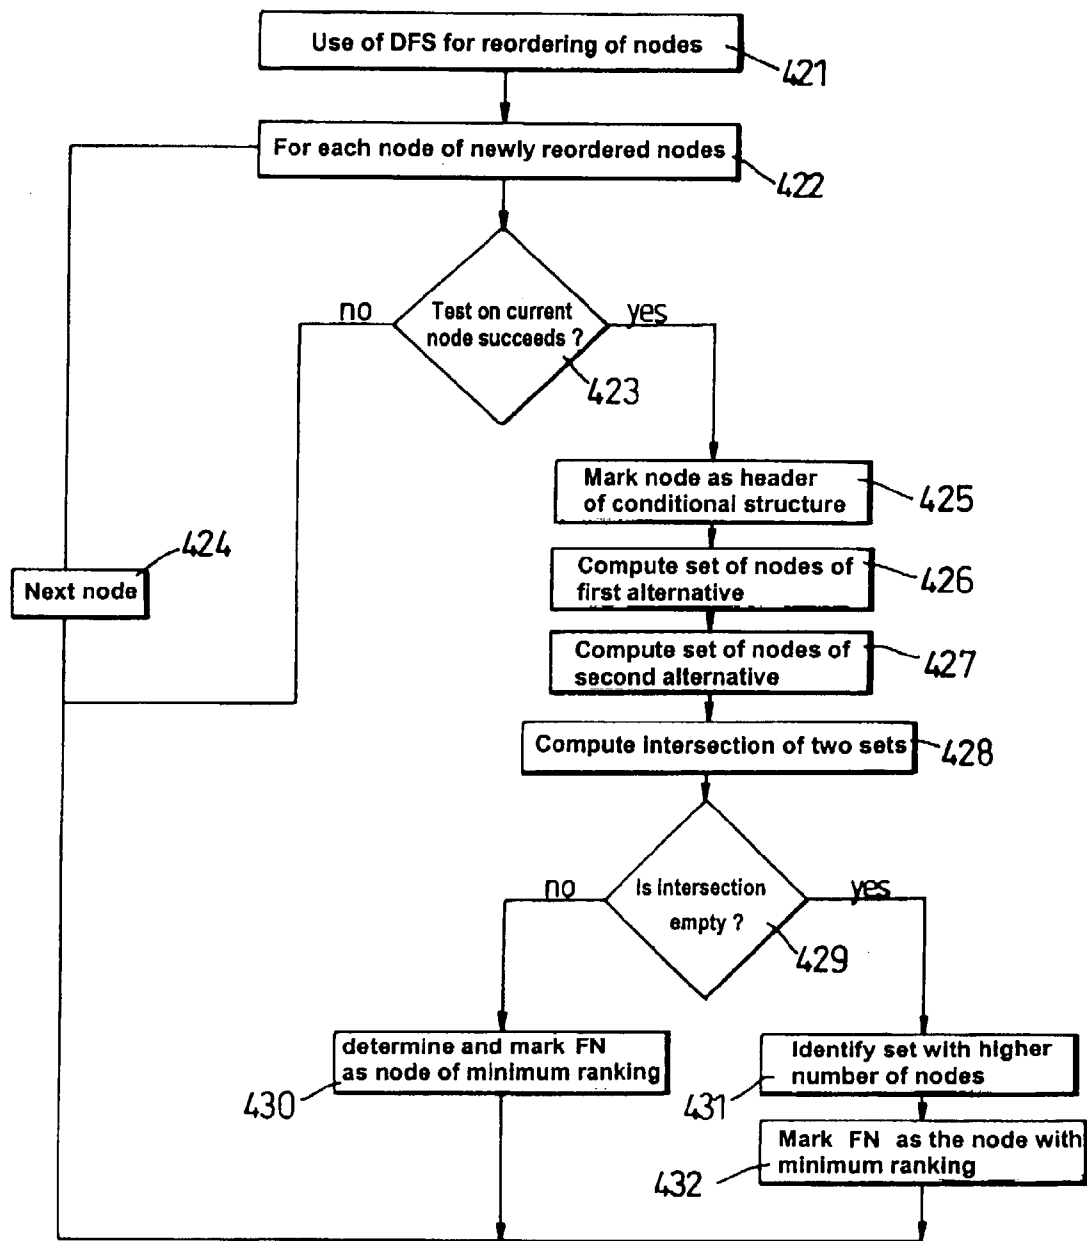 Use of DFS for reordering of nodes
421
For each node of newly reordered nodes
422
no
Test on current
node succeeds ?
yes
423
Mark node as header
of conditional structure
425
424
Next node
Compute set of nodes of
first alternative
426
Compute set of nodes of
second alternative
427
Compute intersection of two sets
428
no
Is intersection
empty ?
yes
429
determine and mark FN
as node of minimum ranking
430
Identify set with higher
number of nodes
431
Mark FN as the node with
minimum ranking
432